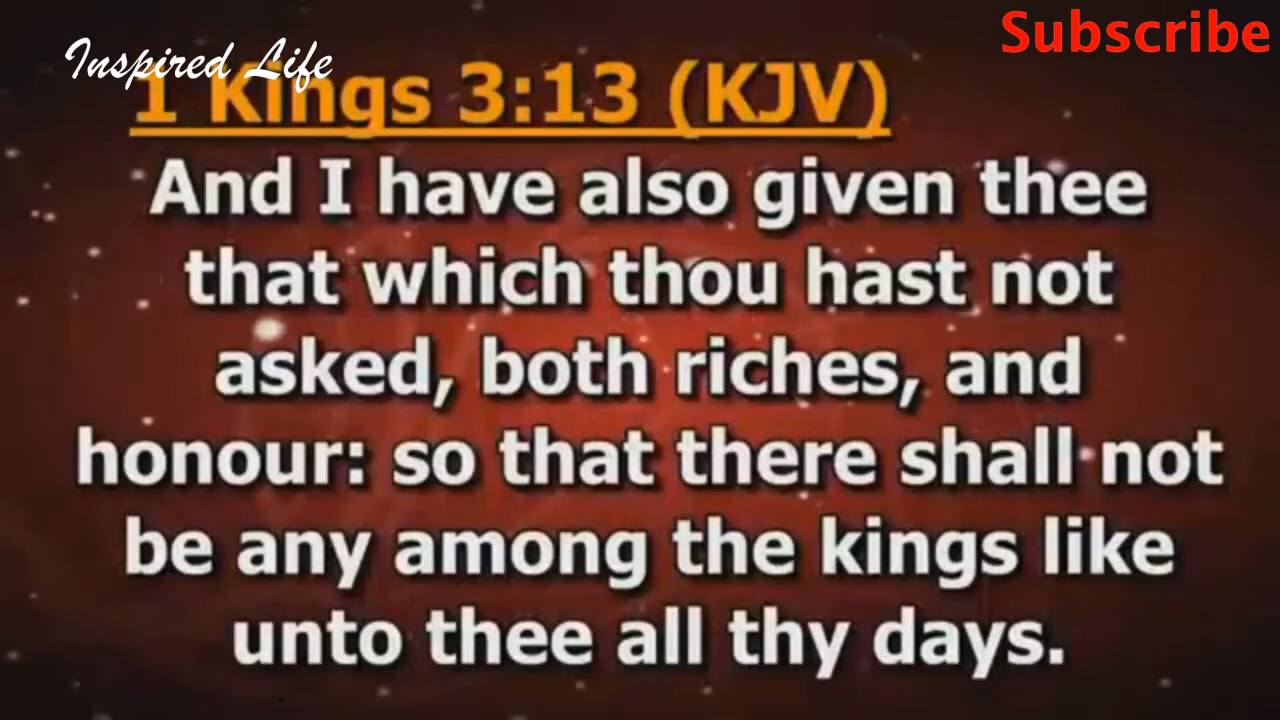 Subscribe
Inspired Life
1 Kings 3:13 (KJV)
And I have also given thee
that which thou hast not
asked, both riches, and
honour: so that there shall not
be any among the kings like
unto thee all thy days.